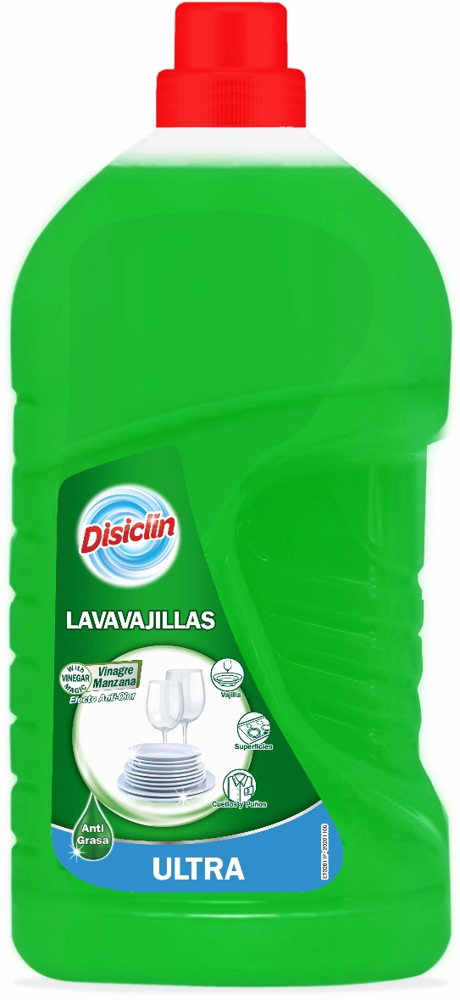 Disiclin
LAVAVAJILLAS
With
VINEGAR
MAGIC
Vinagre
Manzana
Efecto Anti-Olor
Vajilla
Superficies
Cuellos y Puños
Anti
Grasa
ULTRA